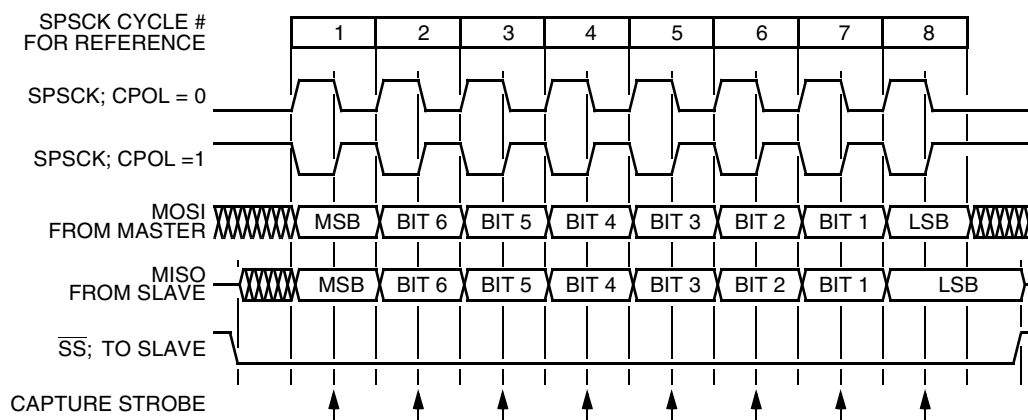 SPSCK CYCLE #
FOR REFERENCE
1 2 3 4 5 6 7 8
SPSCK; CPOL = 0
SPSCK; CPOL =1
MOSI
FROM MASTER
MSB BIT 6 BIT 5 BIT 4 BIT 3 BIT 2 BIT 1 LSB
MISO
FROM SLAVE
MSB BIT 6 BIT 5 BIT 4 BIT 3 BIT 2 BIT 1 LSB
SS; TO SLAVE
CAPTURE STROBE